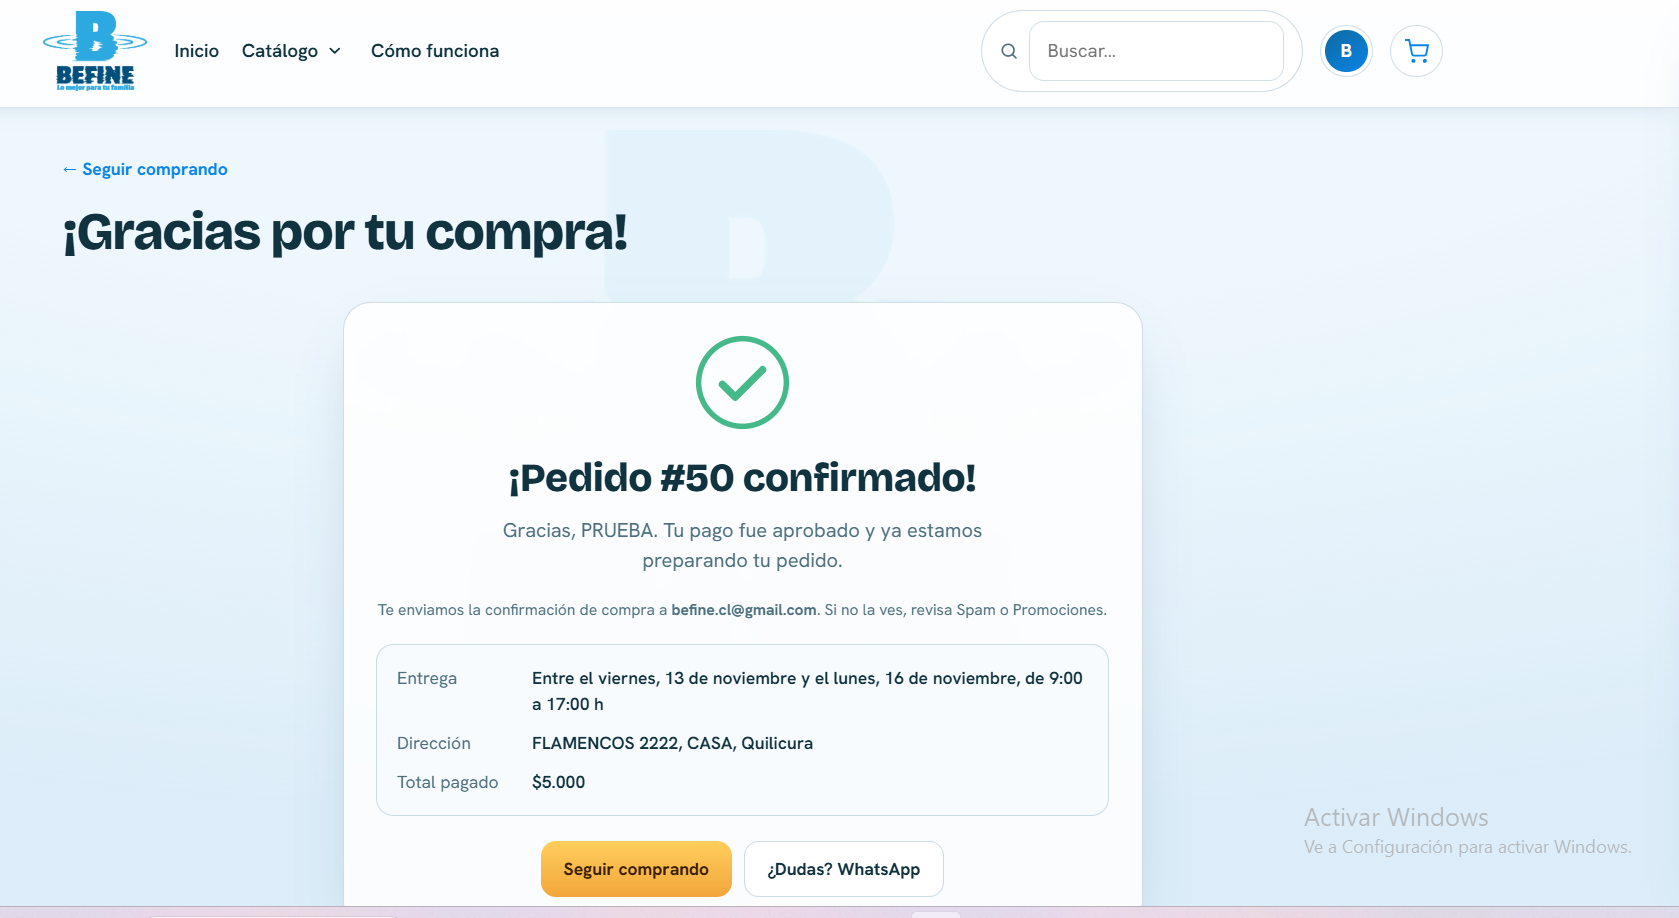 B
BEFINE
Lo mejor para tu familia
Inicio
Catálogo
Cómo funciona
Buscar...
B
← Seguir comprando
¡Gracias por tu compra!
¡Pedido #50 confirmado!
Gracias, PRUEBA. Tu pago fue aprobado y ya estamos
preparando tu pedido.
Te enviamos la confirmación de compra a befine.cl@gmail.com. Si no la ves, revisa Spam o Promociones.
Entrega
Entre el viernes, 13 de noviembre y el lunes, 16 de noviembre, de 9:00
a 17:00 h
Dirección
FLAMENCOS 2222, CASA, Quilicura
Total pagado
$5.000
Seguir comprando
¿Dudas? WhatsApp
Activar Windows
Ve a Configuración para activar Windows.